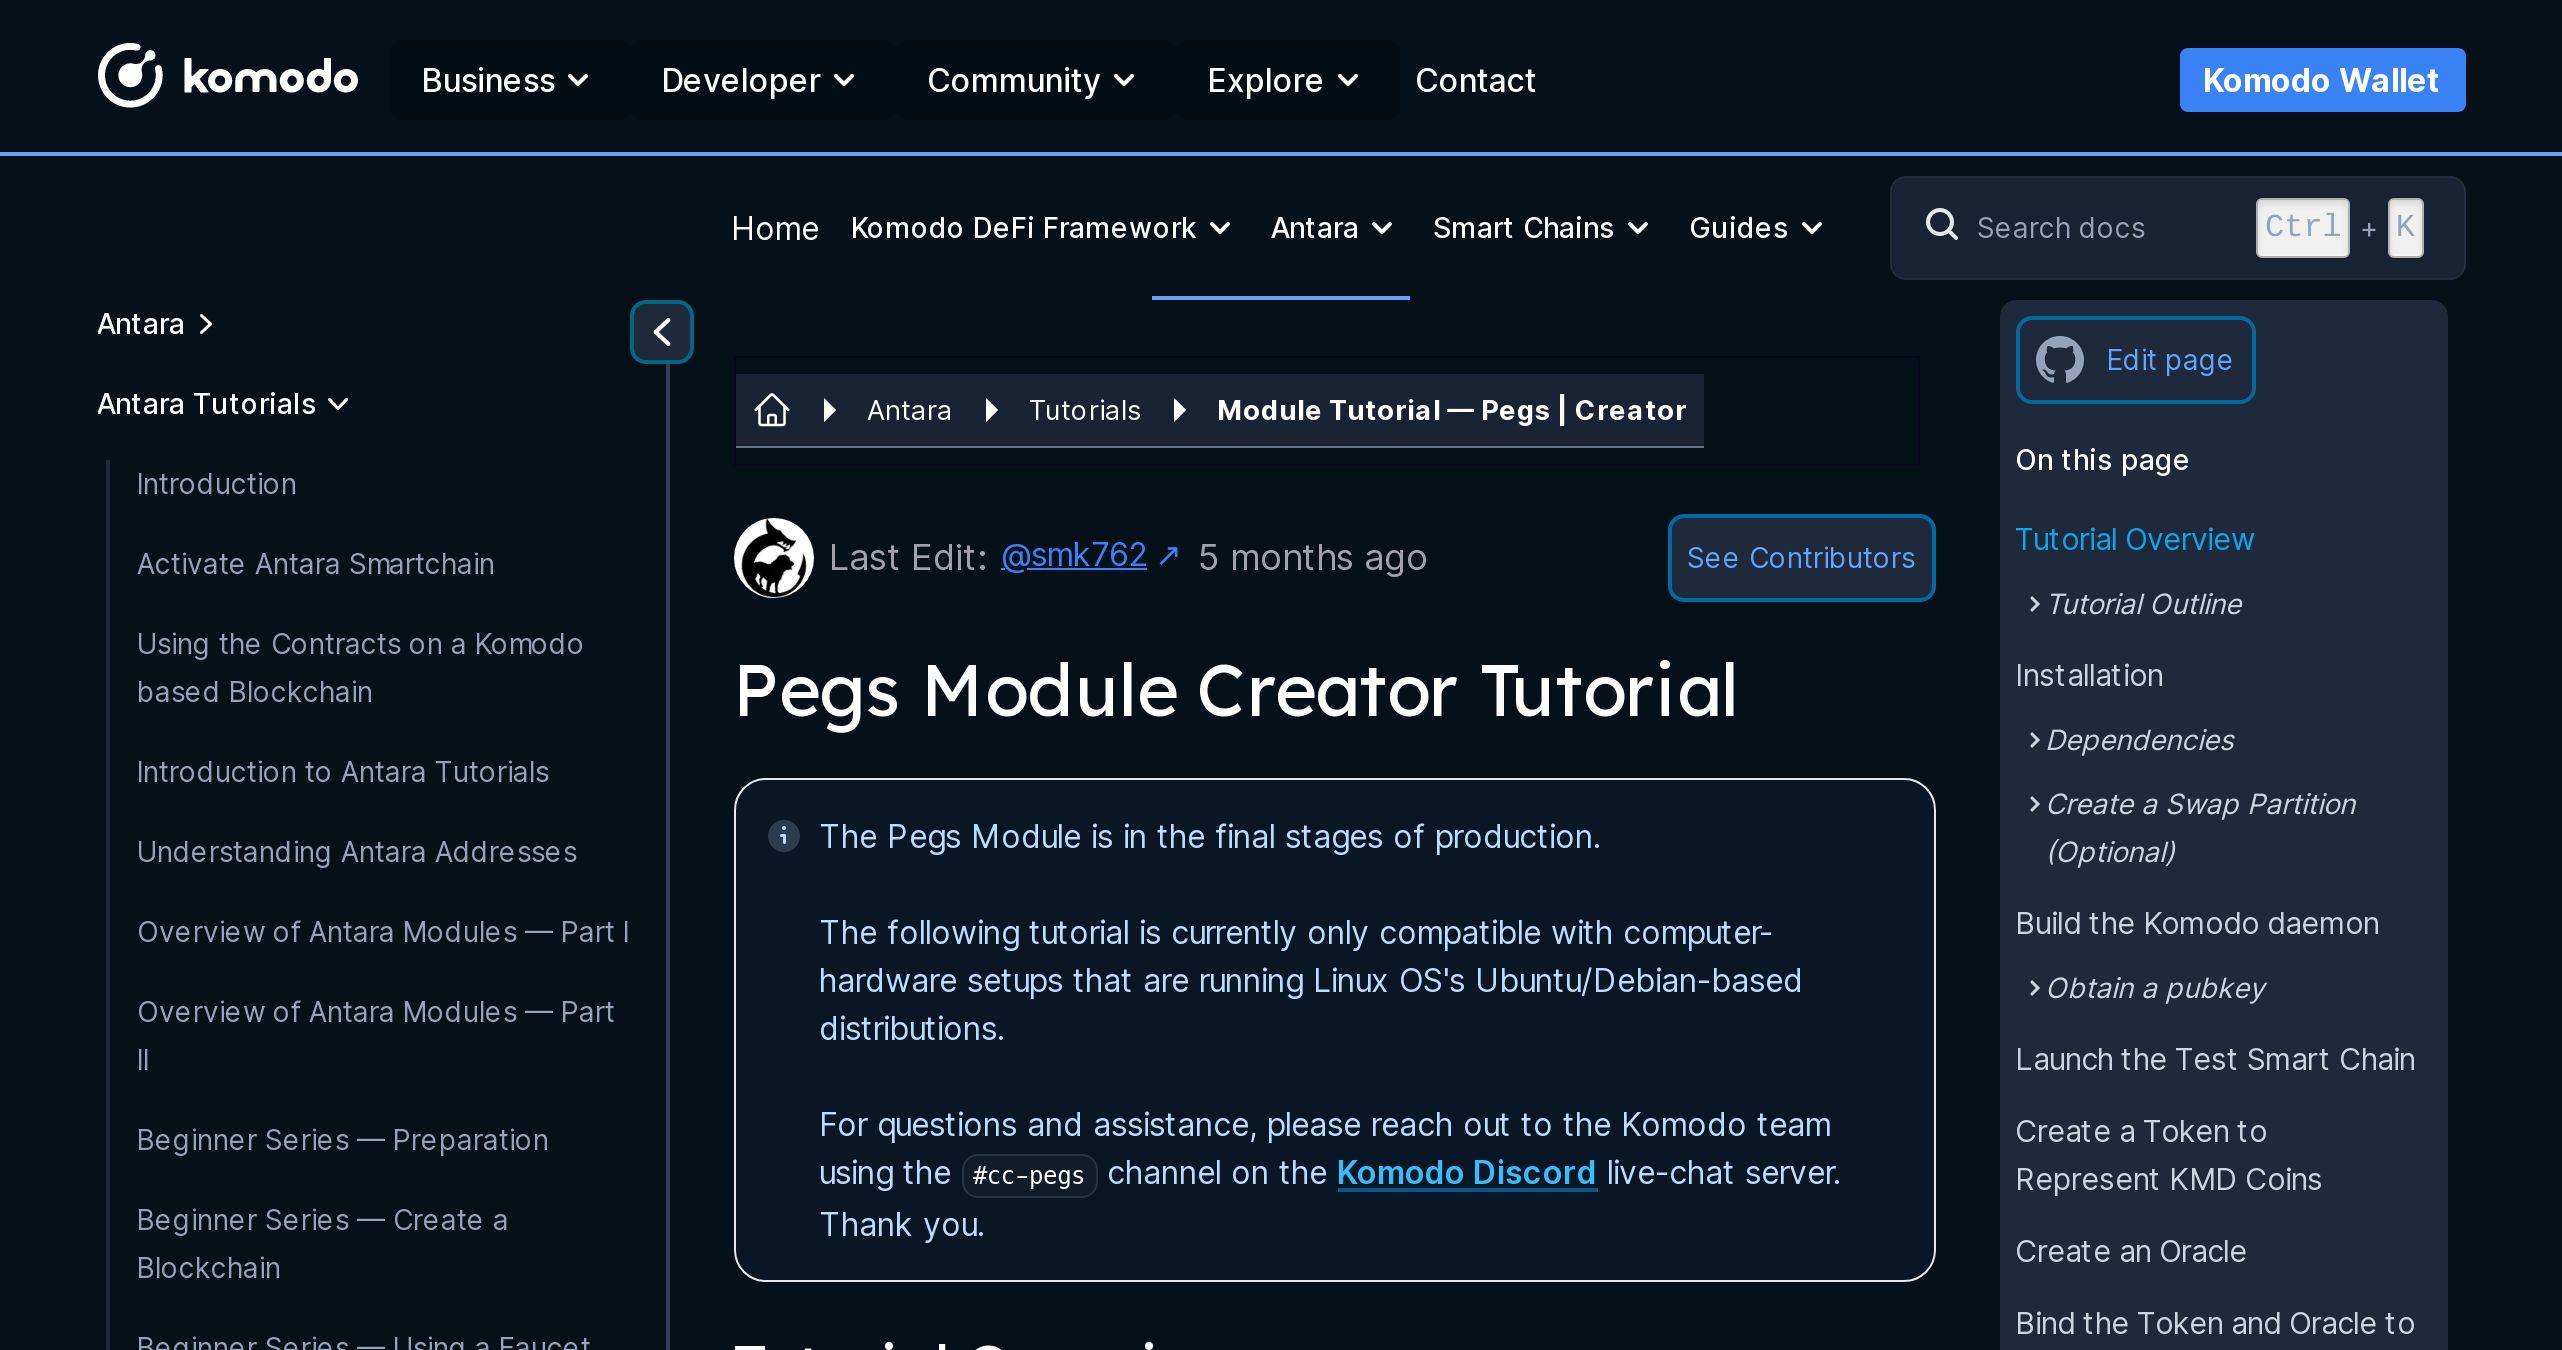 komodo
Business
Developer
Community
Explore
Contact
Komodo Wallet
Home
Komodo DeFi Framework
Antara
Smart Chains
Guides
Search docs
Ctrl + K
Antara
Antara Tutorials
Introduction
Activate Antara Smartchain
Using the Contracts on a Komodo
based Blockchain
Introduction to Antara Tutorials
Understanding Antara Addresses
Overview of Antara Modules — Part I
Overview of Antara Modules — Part
II
Beginner Series — Preparation
Beginner Series — Create a
Blockchain
Beginner Series — Using a Faucet
Antara
Tutorials
Module Tutorial — Pegs | Creator
Last Edit: @smk762 ↗ 5 months ago
See Contributors
Pegs Module Creator Tutorial
The Pegs Module is in the final stages of production.
The following tutorial is currently only compatible with computer-
hardware setups that are running Linux OS's Ubuntu/Debian-based
distributions.
For questions and assistance, please reach out to the Komodo team
using the #cc-pegs channel on the Komodo Discord live-chat server.
Thank you.
Edit page
On this page
Tutorial Overview
Tutorial Outline
Installation
Dependencies
Create a Swap Partition
(Optional)
Build the Komodo daemon
Obtain a pubkey
Launch the Test Smart Chain
Create a Token to
Represent KMD Coins
Create an Oracle
Bind the Token and Oracle to